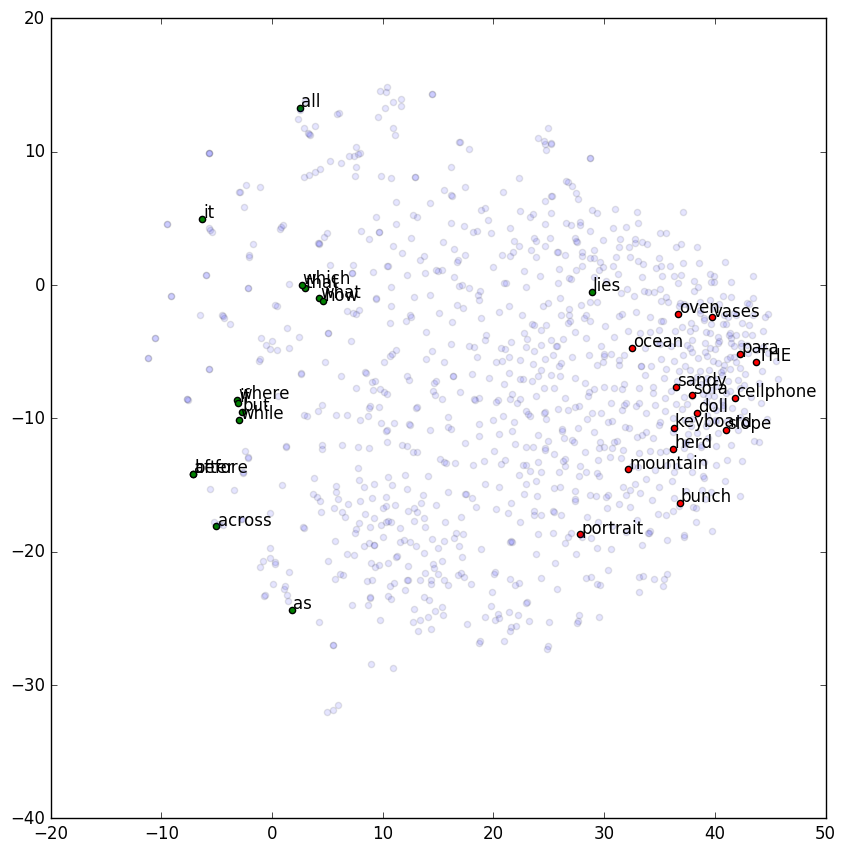 20
10
0
−10
−20
−30
−40
−20
−10
0
10
20
30
40
50
all
it
which
that
what
how
lies
oven
vases
ocean
para
THE
sandy
sofa
cellphone
doll
keyboard
slope
herd
mountain
bunch
portrait
where
if
but
while
after
before
across
as